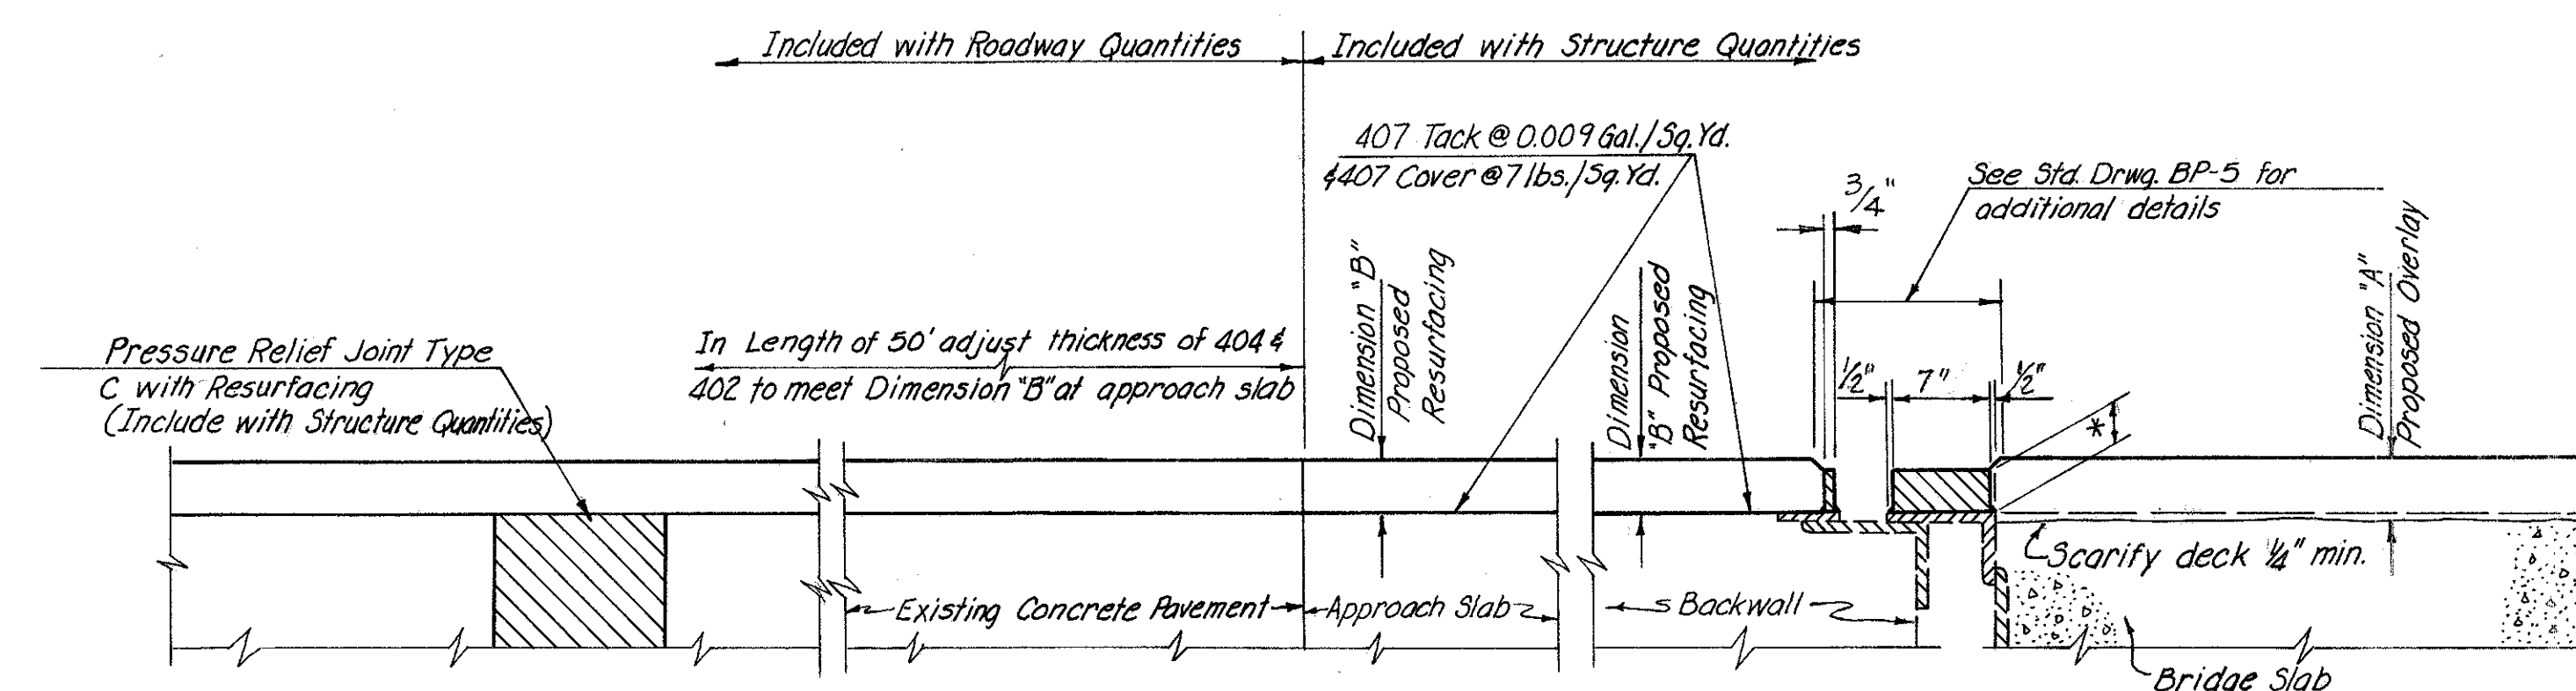 Included with Roadway Quantities
Included with Structure Quantities
407 Tack @ 0.009 Gal./Sq.Yd.
&407 Cover @ 7 lbs./Sq.Yd.
3/4"
See Std. Drwg. BP-5 for
additional details
Pressure Relief Joint Type
C with Resurfacing
(Include with Structure Quantities)
In Length of 50' adjust thickness of 404 &
402 to meet Dimension "B" at approach slab
Dimension "B"
Proposed
Resurfacing
Dimension
"B" Proposed
Resurfacing
1/2"
7"
1/2"
*
Dimension "A"
Proposed Overlay
Scarify deck 1/4" min.
Existing Concrete Pavement
Approach Slab
Backwall
Bridge Slab